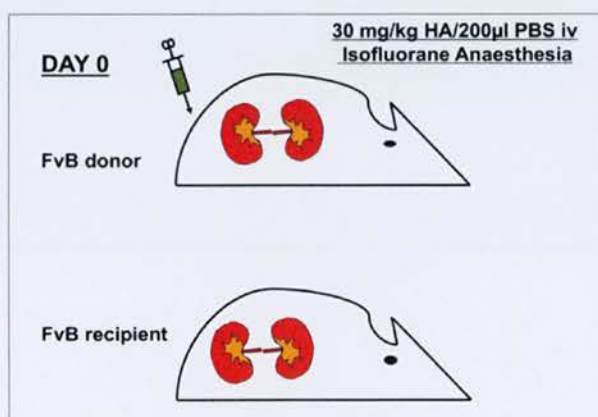 30 mg/kg HA/200µl PBS iv
Isofluorane Anaesthesia
DAY 0
FvB donor
FvB recipient